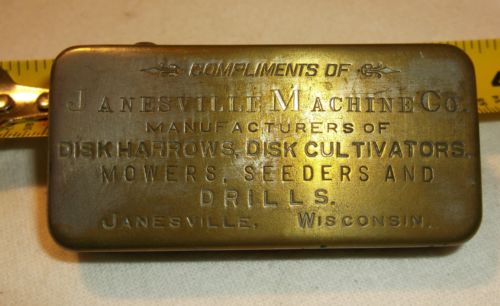 COMPLIMENTS OF
JANESVILLE MACHINE CO.
MANUFACTURERS OF
DISK HARROWS, DISK CULTIVATORS,
MOWERS, SEEDERS AND
DRILLS.
JANESVILLE, WISCONSIN.